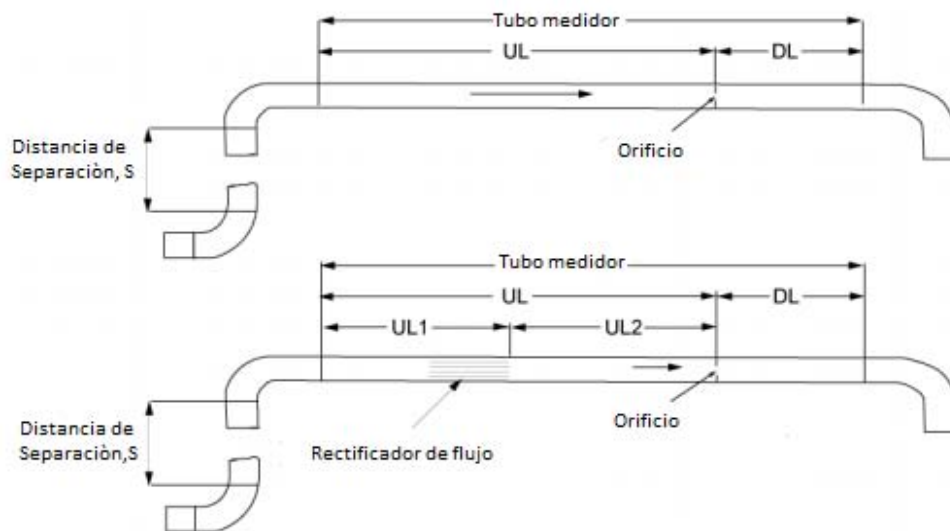 Tubo medidor
UL
DL
Distancia de
Separaciòn, S
Orificio
Tubo medidor
UL
DL
UL1
UL2
Distancia de
Separaciòn,S
Rectificador de flujo
Orificio